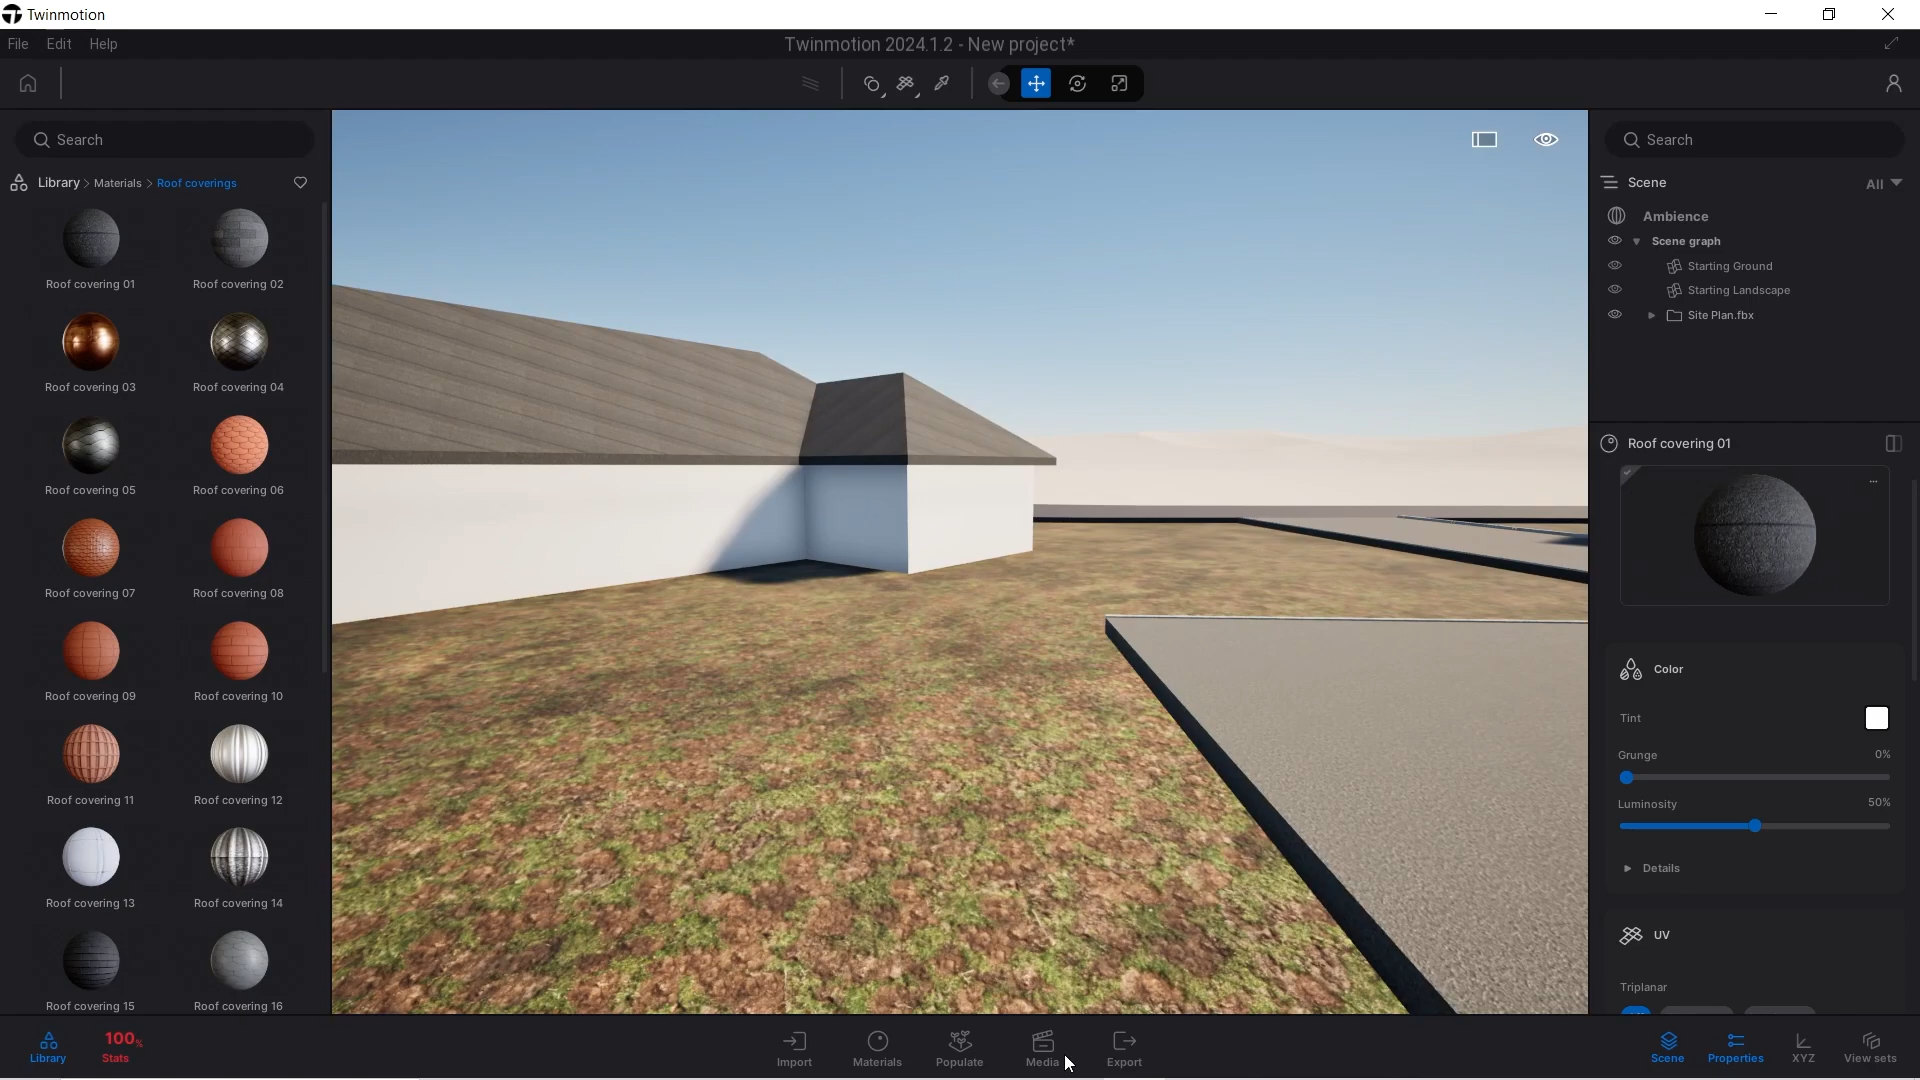 Twinmotion
File Edit Help
Twinmotion 2024.1.2 - New project*
Search
Library > Materials > Roof coverings
Roof covering 01
Roof covering 02
Roof covering 03
Roof covering 04
Roof covering 05
Roof covering 06
Roof covering 07
Roof covering 08
Roof covering 09
Roof covering 10
Roof covering 11
Roof covering 12
Roof covering 13
Roof covering 14
Roof covering 15
Roof covering 16
Search
Scene
All
Ambience
Scene graph
Starting Ground
Starting Landscape
Site Plan.fbx
Roof covering 01
Color
Tint
Grunge 0%
Luminosity 50%
Details
UV
Triplanar
Library
100%
Stats
Import
Materials
Populate
Media
Export
Scene
Properties
XYZ
View sets